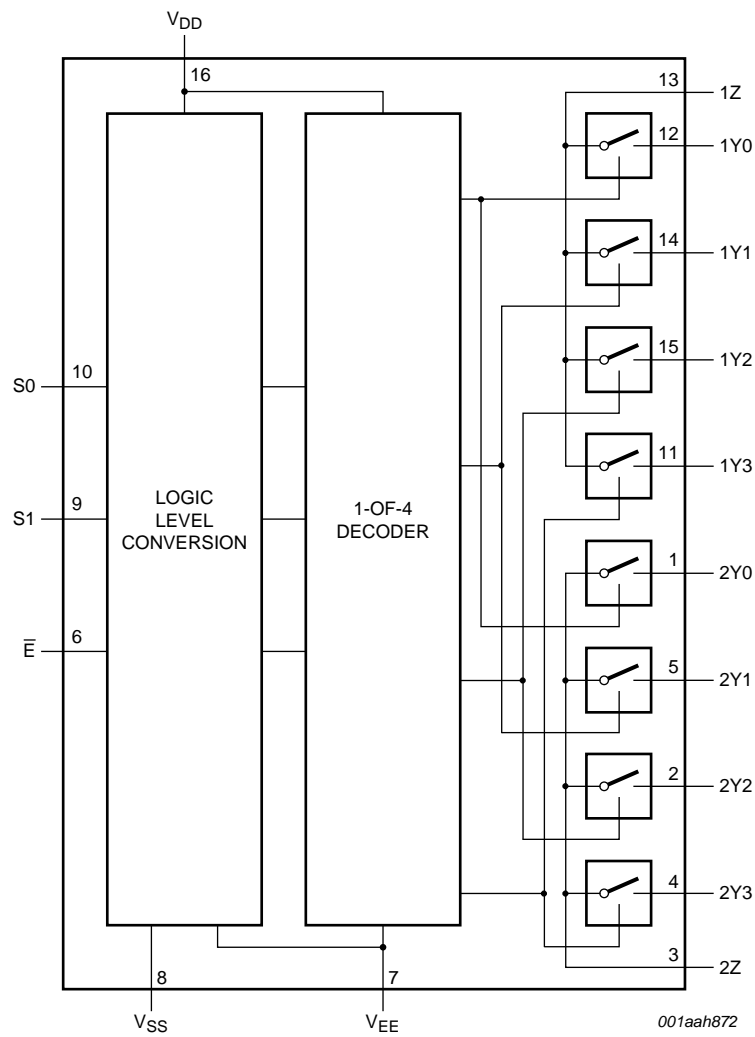 VDD
16
13
1Z
12
1Y0
14
1Y1
15
1Y2
10
S0
11
1Y3
9
S1
LOGIC
LEVEL
CONVERSION
1-OF-4
DECODER
1
2Y0
6
E̅
5
2Y1
2
2Y2
4
2Y3
3
2Z
8
7
VSS
VEE
001aah872